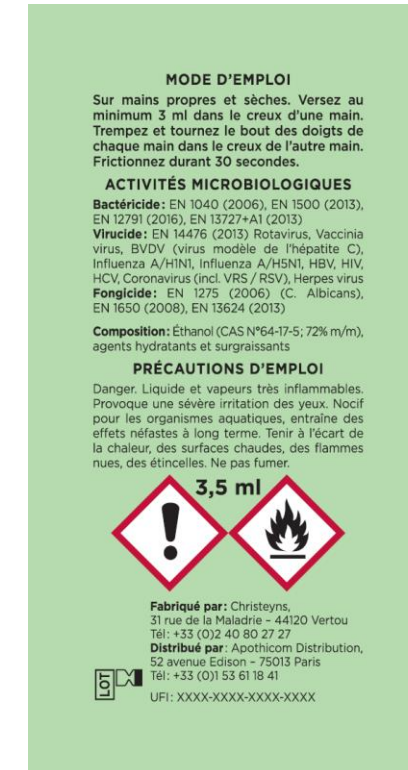 MODE D'EMPLOI
Sur mains propres et sèches. Versez au
minimum 3 ml dans le creux d'une main.
Trempez et tournez le bout des doigts de
chaque main dans le creux de l'autre main.
Frictionnez durant 30 secondes.
ACTIVITÉS MICROBIOLOGIQUES
Bactéricide: EN 1040 (2006), EN 1500 (2013),
EN 12791 (2016), EN 13727+A1 (2013)
Virucide: EN 14476 (2013) Rotavirus, Vaccinia
virus, BVDV (virus modèle de l'hépatite C),
Influenza A/H1N1, Influenza A/H5N1, HBV, HIV,
HCV, Coronavirus (incl. VRS / RSV), Herpes virus
Fongicide: EN 1275 (2006) (C. Albicans),
EN 1650 (2008), EN 13624 (2013)
Composition: Éthanol (CAS N°64-17-5; 72% m/m),
agents hydratants et surgraissants
PRÉCAUTIONS D'EMPLOI
Danger. Liquide et vapeurs très inflammables.
Provoque une sévère irritation des yeux. Nocif
pour les organismes aquatiques, entraîne des
effets néfastes à long terme. Tenir à l'écart de
la chaleur, des surfaces chaudes, des flammes
nues, des étincelles. Ne pas fumer.
3,5 ml
Fabriqué par: Christeyns,
31 rue de la Maladrie - 44120 Vertou
Tél: +33 (0)2 40 80 27 27
Distribué par: Apothicom Distribution,
52 avenue Edison - 75013 Paris
Tél: +33 (0)1 53 61 18 41
LOT
UFI: XXXX-XXXX-XXXX-XXXX